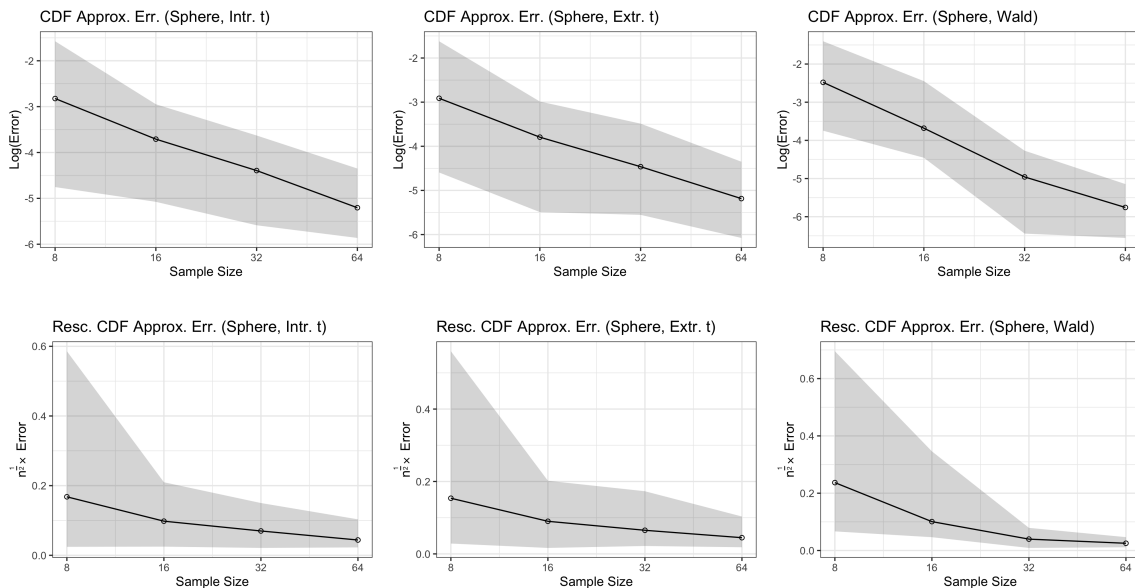 CDF Approx. Err. (Sphere, Intr. t)
-2
-3
-4
-5
-6
Log(Error)
8 16 32 64
Sample Size
CDF Approx. Err. (Sphere, Extr. t)
-2
-3
-4
-5
-6
Log(Error)
8 16 32 64
Sample Size
CDF Approx. Err. (Sphere, Wald)
-2
-3
-4
-5
-6
Log(Error)
8 16 32 64
Sample Size
Resc. CDF Approx. Err. (Sphere, Intr. t)
0.6
0.4
0.2
0.0
n^{1/2} × Error
8 16 32 64
Sample Size
Resc. CDF Approx. Err. (Sphere, Extr. t)
0.4
0.2
0.0
n^{1/2} × Error
8 16 32 64
Sample Size
Resc. CDF Approx. Err. (Sphere, Wald)
0.6
0.4
0.2
0.0
n^{1/2} × Error
8 16 32 64
Sample Size